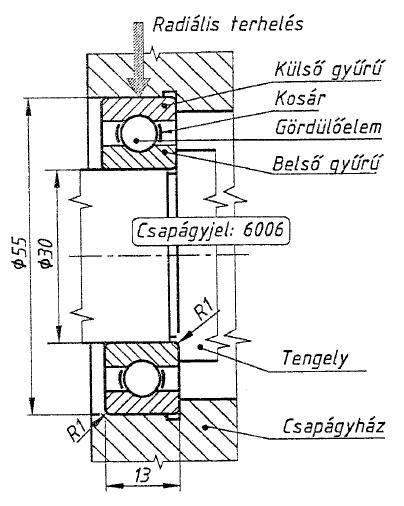 Radiális terhelés
Külső gyűrű
Kosár
Gördülőelem
Belső gyűrű
Csapágyjel: 6006
ϕ55
ϕ30
R1
Tengely
R1
Csapágyház
13